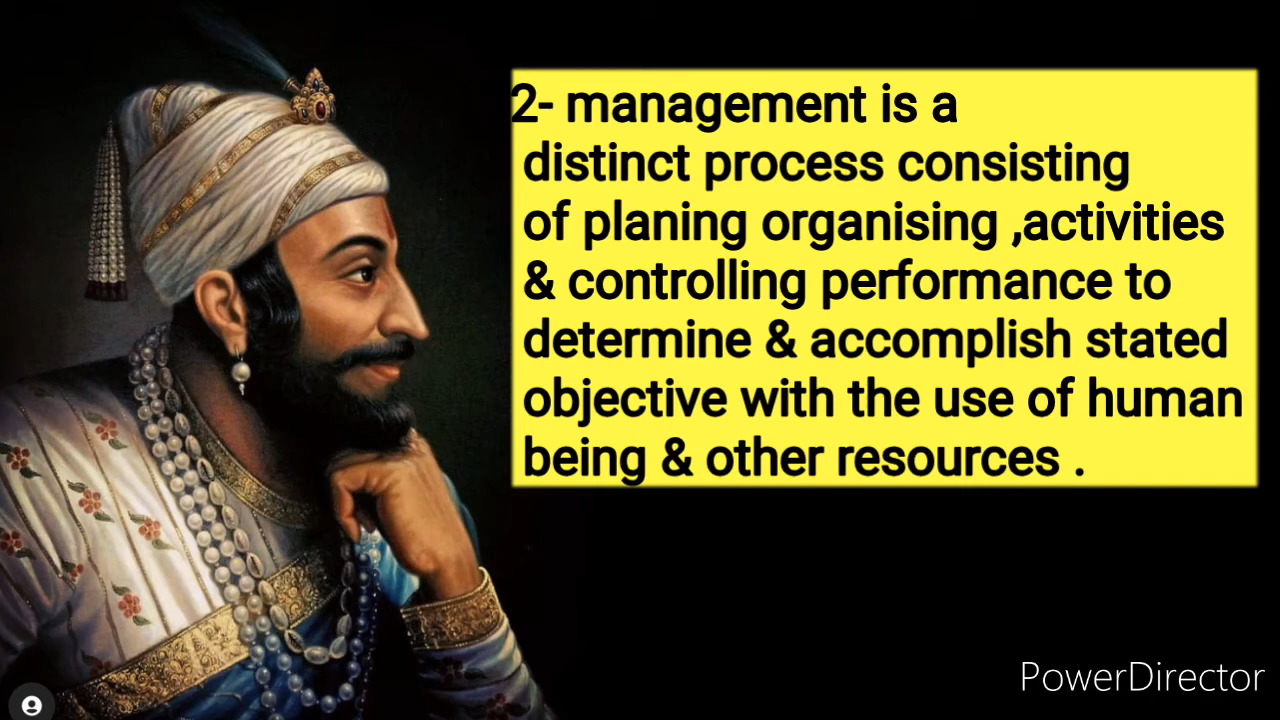 2- management is a
distinct process consisting
of planing organising ,activities
& controlling performance to
determine & accomplish stated
objective with the use of human
being & other resources .
PowerDirector